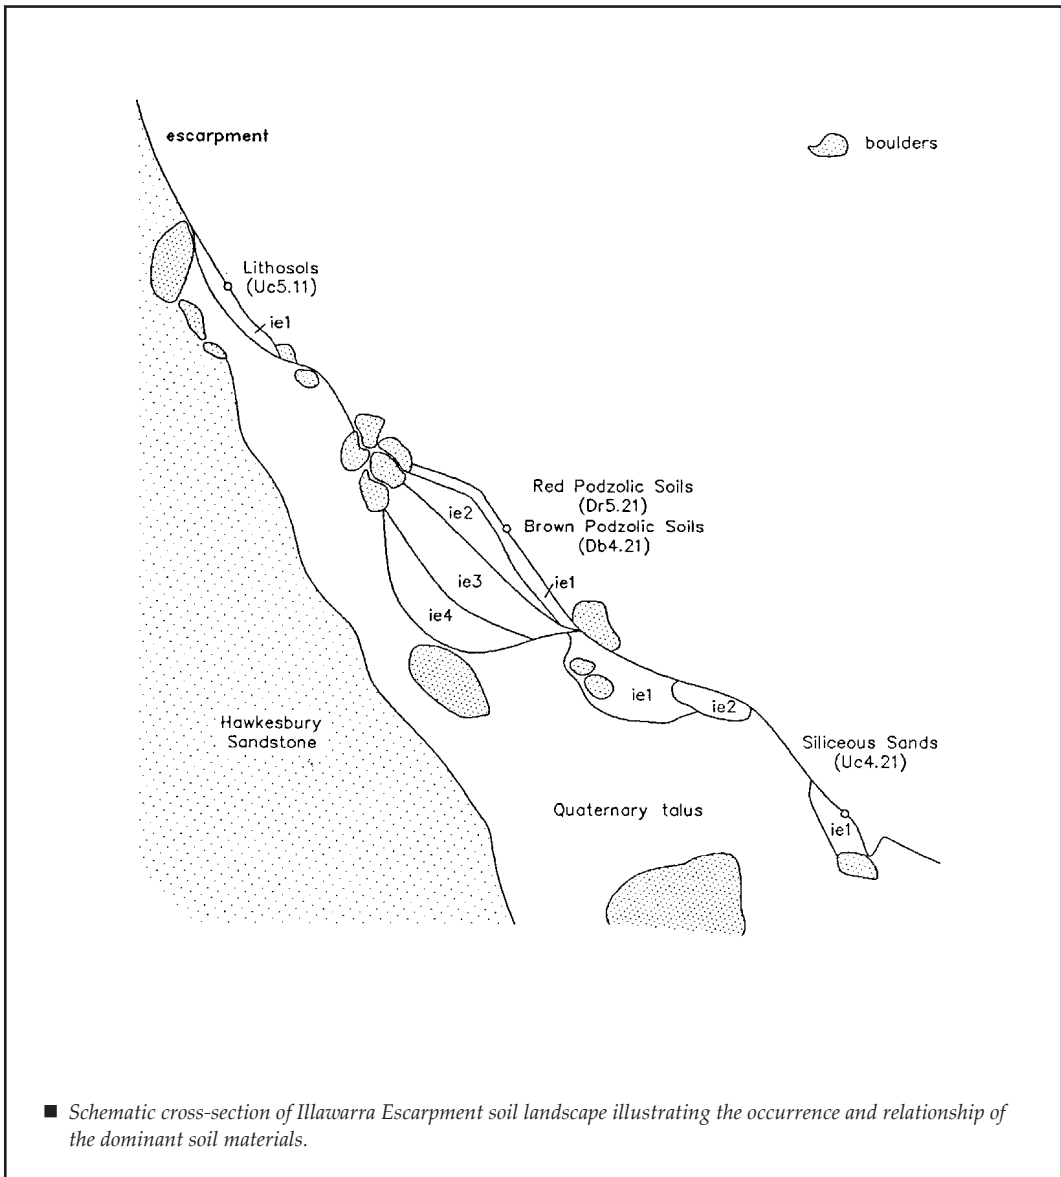 escarpment
boulders
Lithosols
(Uc5.11)
ie1
Red Podzolic Soils
(Dr5.21)
Brown Podzolic Soils
(Db4.21)
ie2
ie1
ie3
ie4
ie1
ie2
Hawkesbury
Sandstone
Siliceous Sands
(Uc4.21)
Quaternary talus
ie1
■ Schematic cross-section of Illawarra Escarpment soil landscape illustrating the occurrence and relationship of
the dominant soil materials.